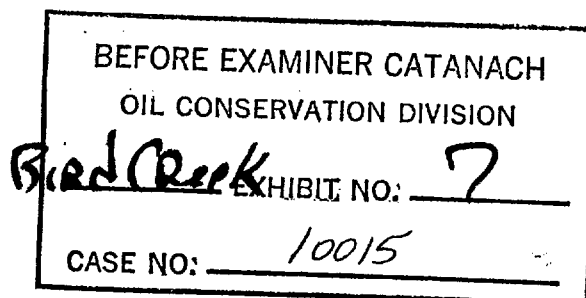 BEFORE EXAMINER CATANACH
OIL CONSERVATION DIVISION
Bird Creek EXHIBIT NO: 7
CASE NO: 10015